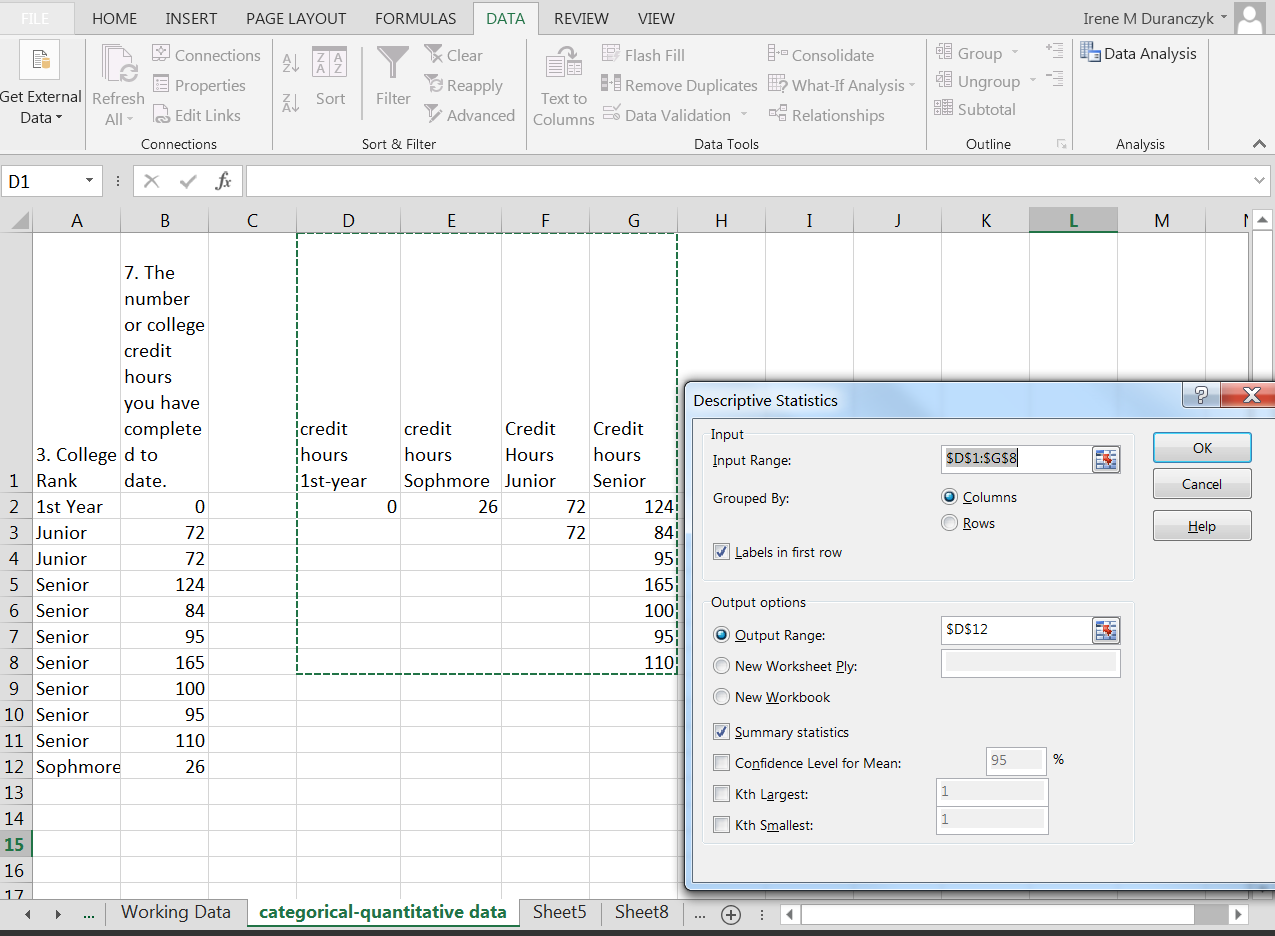 FILE HOME INSERT PAGE LAYOUT FORMULAS DATA REVIEW VIEW Irene M Duranczyk
Get External Data
Refresh All
Connections
Properties
Edit Links
Connections
Sort
Filter
Clear
Reapply
Advanced
Sort & Filter
Text to Columns
Flash Fill
Remove Duplicates
Data Validation
Consolidate
What-If Analysis
Relationships
Data Tools
Group
Ungroup
Subtotal
Outline
Data Analysis
Analysis
D1 fx
A B C D E F G H I J K L M N
7. The
number
or college
credit
hours
you have
complete
3. College d to
1 Rank date.
credit
hours
1st-year
credit
hours
Sophmore
Credit
Hours
Junior
Credit
hours
Senior
2 1st Year 0 0 26 72 124
3 Junior 72 72 84
4 Junior 72 95
5 Senior 124 165
6 Senior 84 100
7 Senior 95 95
8 Senior 165 110
9 Senior 100
10 Senior 95
11 Senior 110
12 Sophmore 26
13
14
15
16
17
Descriptive Statistics ?
Input
Input Range: $D$1:$G$8
Grouped By: Columns
Rows
Labels in first row
OK
Cancel
Help
Output options
Output Range: $D$12
New Worksheet Ply:
New Workbook
Summary statistics
Confidence Level for Mean: 95 %
Kth Largest: 1
Kth Smallest: 1
... Working Data categorical-quantitative data Sheet5 Sheet8 ...